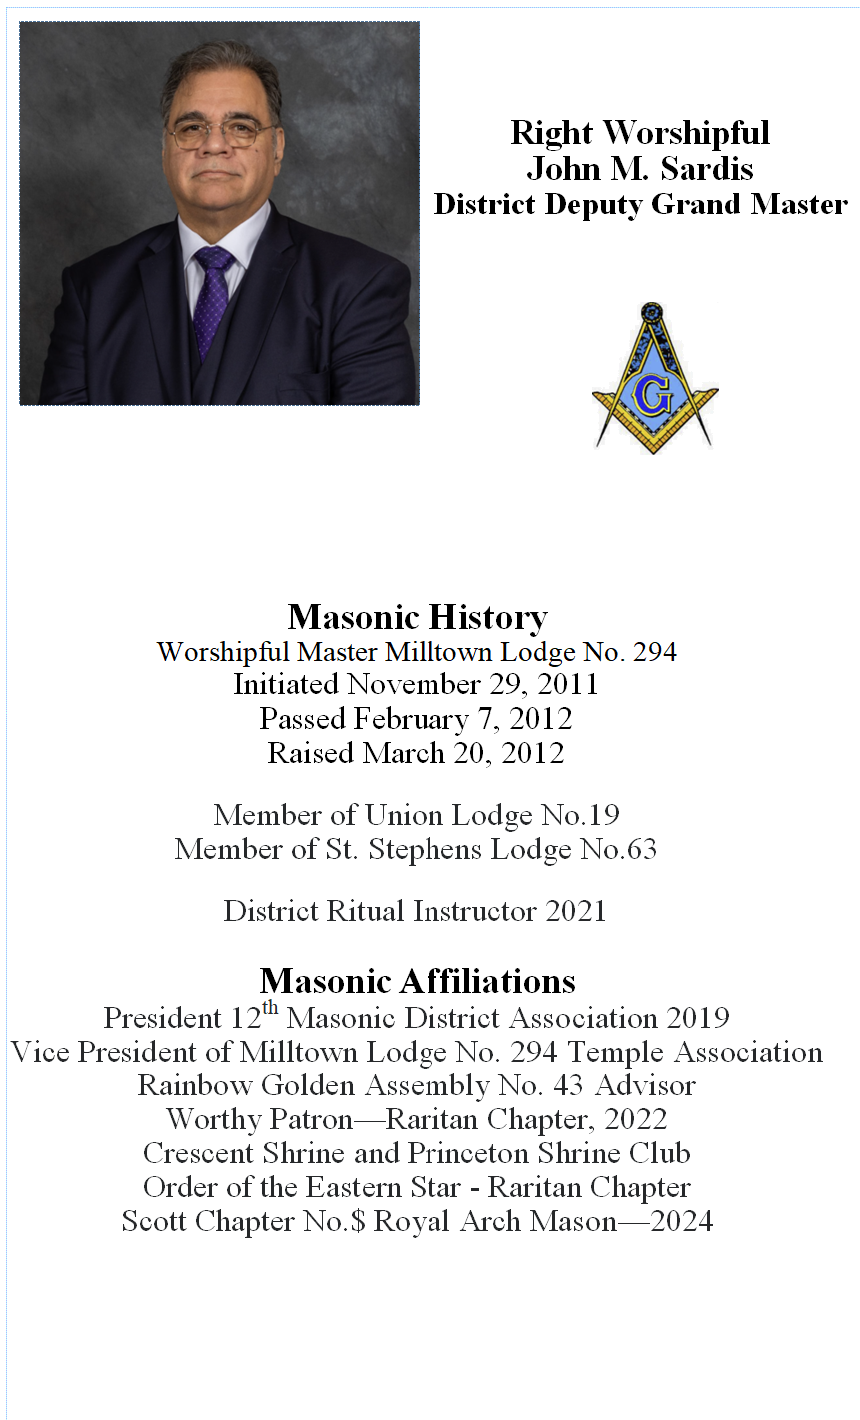 Right Worshipful
John M. Sardis
District Deputy Grand Master
G
Masonic History
Worshipful Master Milltown Lodge No. 294
Initiated November 29, 2011
Passed February 7, 2012
Raised March 20, 2012
Member of Union Lodge No.19
Member of St. Stephens Lodge No.63
District Ritual Instructor 2021
Masonic Affiliations
President 12th Masonic District Association 2019
Vice President of Milltown Lodge No. 294 Temple Association
Rainbow Golden Assembly No. 43 Advisor
Worthy Patron—Raritan Chapter, 2022
Crescent Shrine and Princeton Shrine Club
Order of the Eastern Star - Raritan Chapter
Scott Chapter No.$ Royal Arch Mason—2024